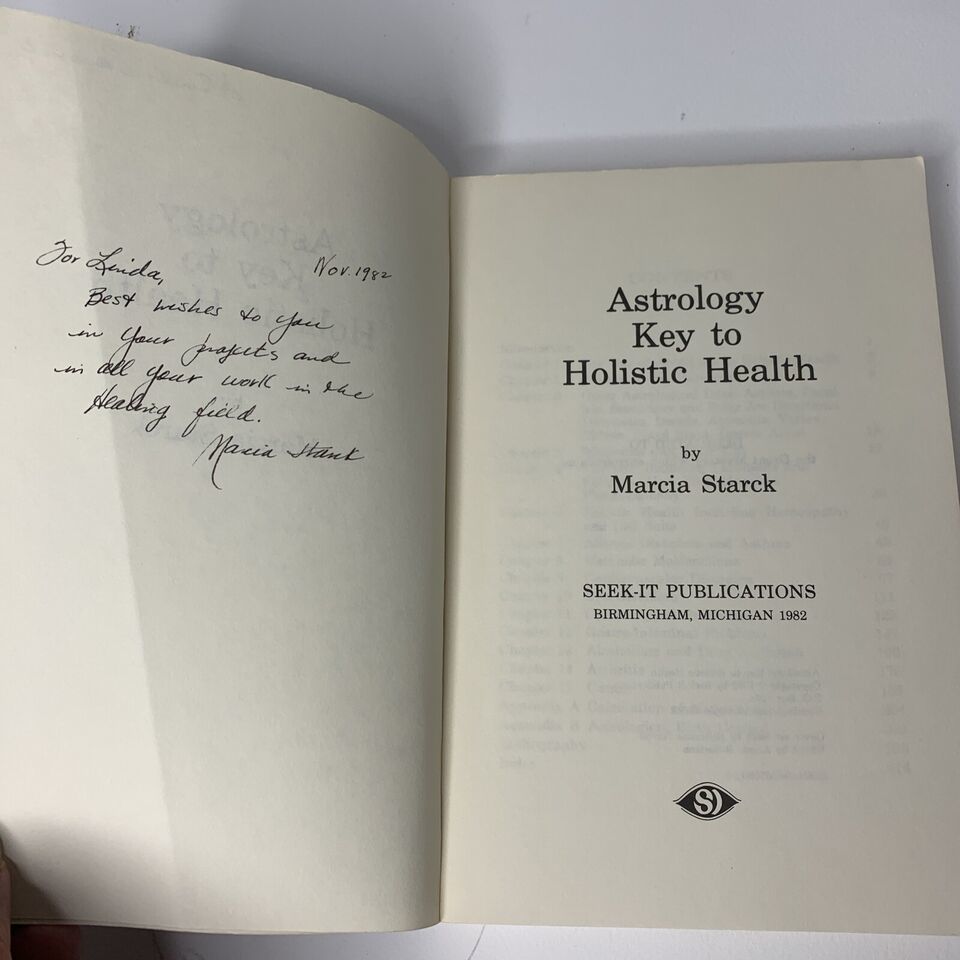 For Linda,
Nov. 1982
Best wishes to you
in your projects and
in all your work in the
Healing field.
Marcia Starck
Astrology
Key to
Holistic Health
by
Marcia Starck
SEEK-IT PUBLICATIONS
BIRMINGHAM, MICHIGAN 1982
SI